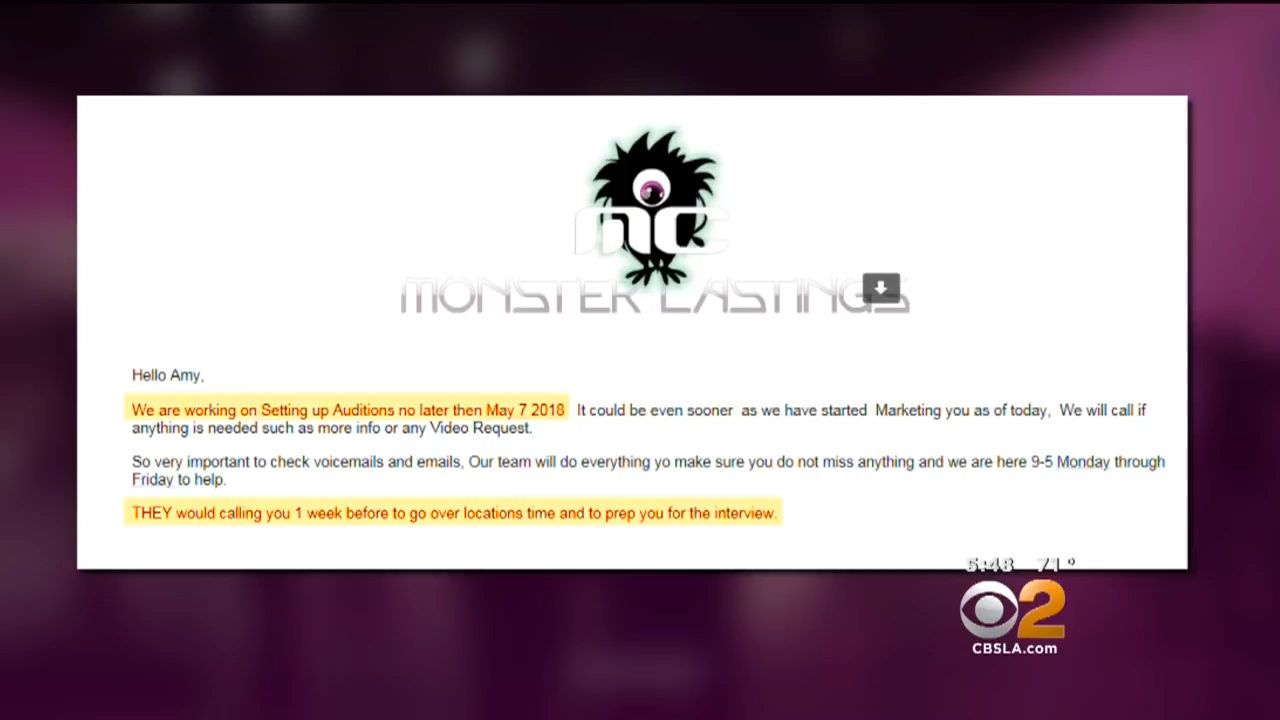 MC
MONSTER CASTINGS
Hello Amy,
We are working on Setting up Auditions no later then May 7 2018 It could be even sooner as we have started Marketing you as of today, We will call if
anything is needed such as more info or any Video Request.
So very important to check voicemails and emails, Our team will do everything yo make sure you do not miss anything and we are here 9-5 Monday through
Friday to help.
THEY would calling you 1 week before to go over locations time and to prep you for the interview.
5:48 71°
2
CBSLA.com